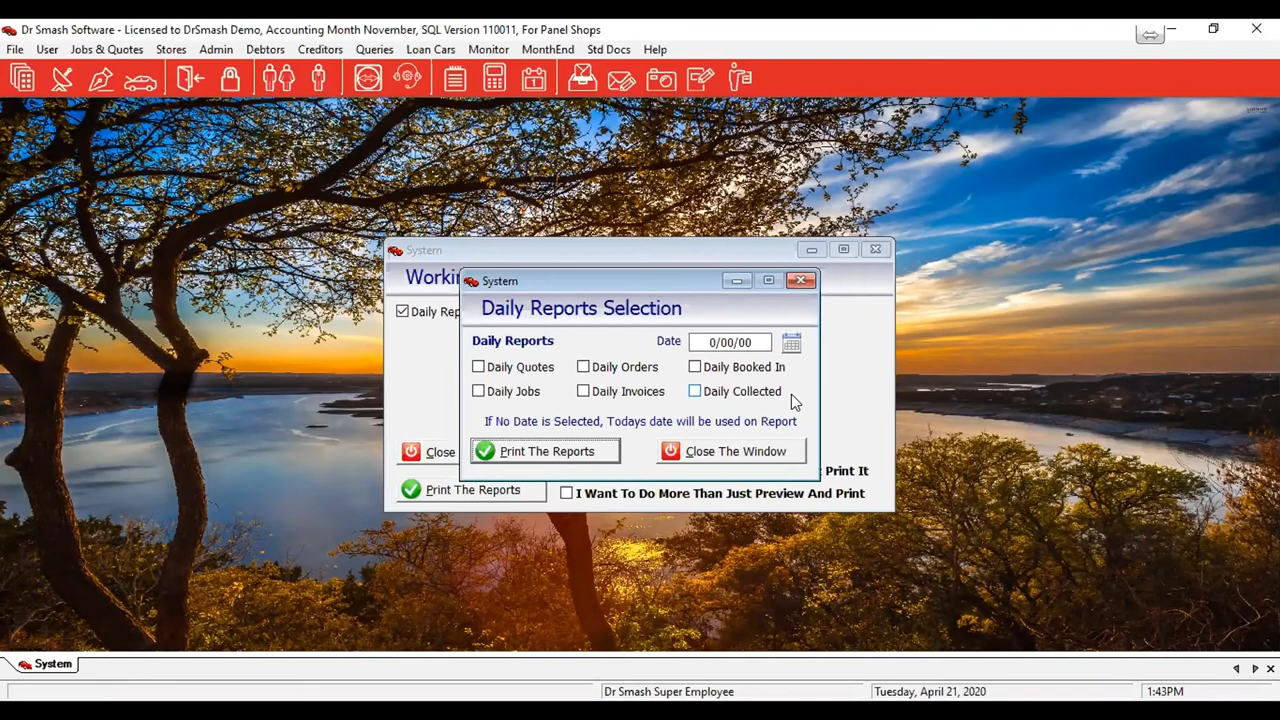 Dr Smash Software - Licensed to DrSmash Demo, Accounting Month November, SQL Version 110011, For Panel Shops
File User Jobs & Quotes Stores Admin Debtors Creditors Queries Loan Cars Monitor MonthEnd Std Docs Help
System
Workin
System
Daily Reports Selection
Daily Rep
Daily Reports Date 0/00/00
Daily Quotes Daily Orders Daily Booked In
Daily Jobs Daily Invoices Daily Collected
If No Date is Selected, Todays date will be used on Report
Close
Print The Reports Close The Window
t Print It
Print The Reports I Want To Do More Than Just Preview And Print
System
Dr Smash Super Employee Tuesday, April 21, 2020 1:43PM